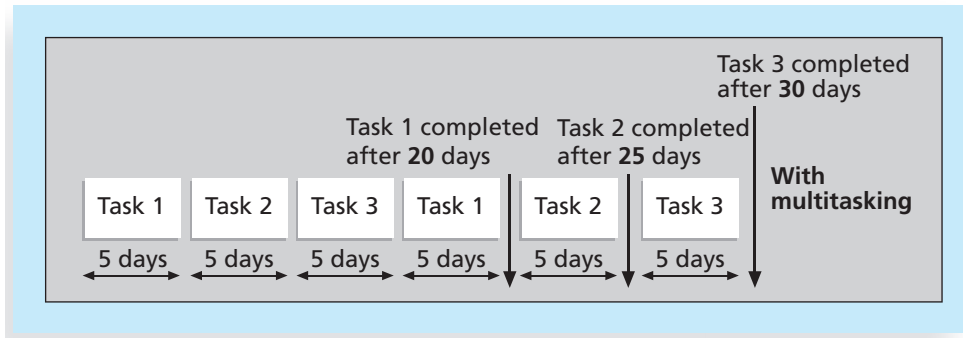 Task 3 completed
after 30 days
Task 1 completed
after 20 days
Task 2 completed
after 25 days
With
multitasking
Task 1
Task 2
Task 3
Task 1
Task 2
Task 3
5 days
5 days
5 days
5 days
5 days
5 days